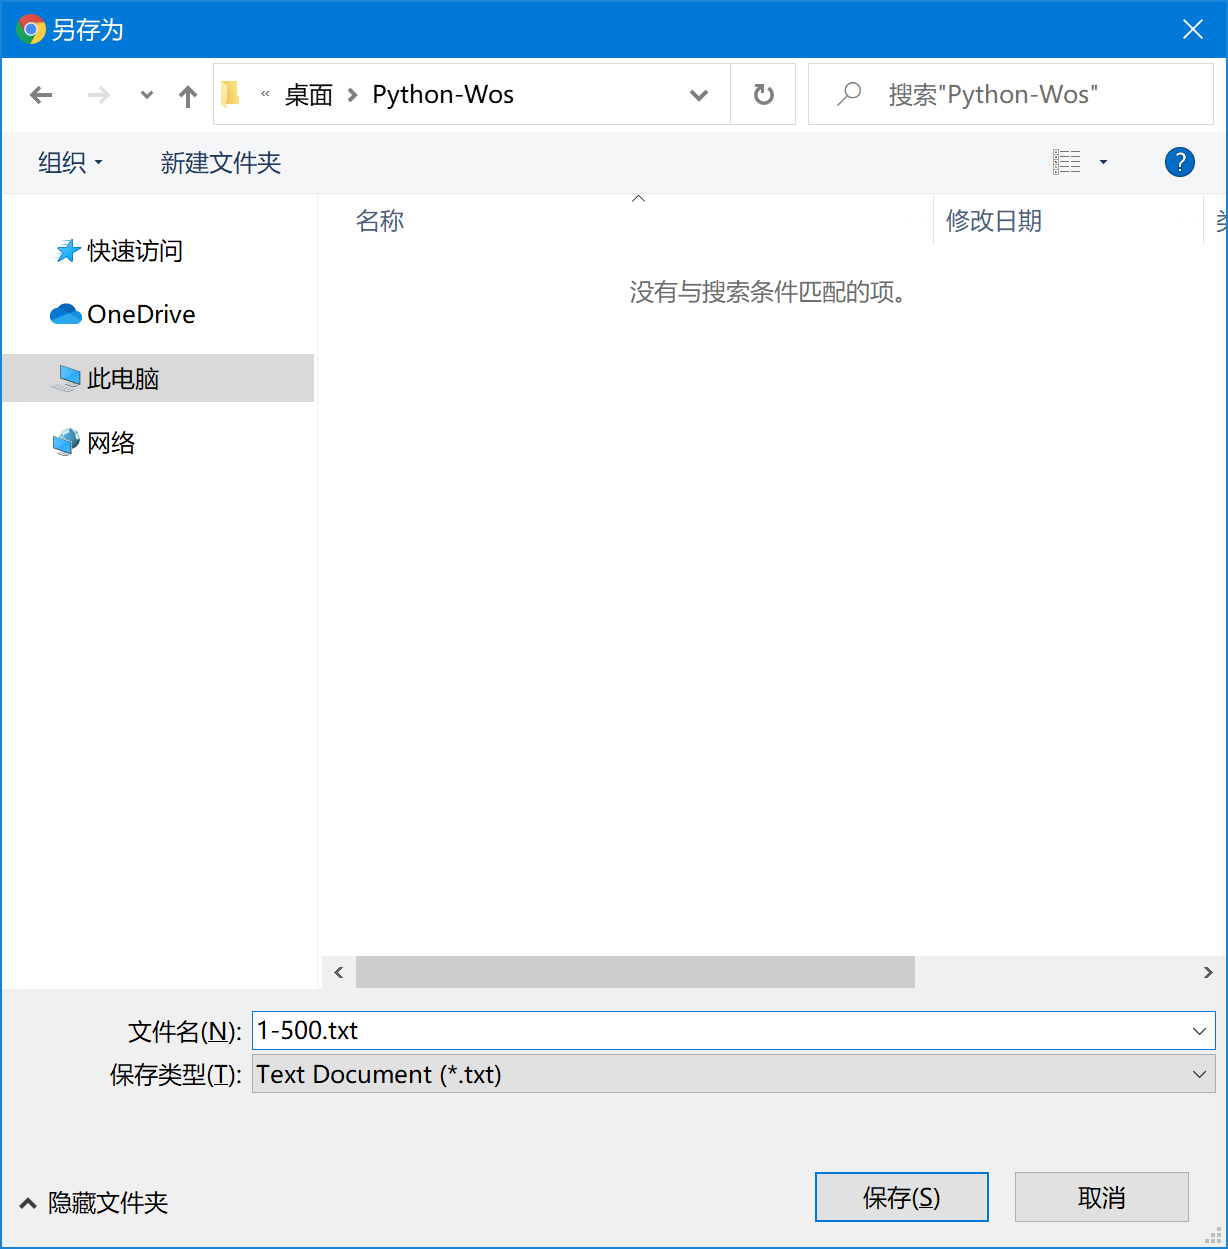 另存为
« 桌面 > Python-Wos
搜索"Python-Wos"
组织
新建文件夹
名称
修改日期
快速访问
没有与搜索条件匹配的项。
OneDrive
此电脑
网络
文件名(N): 1-500.txt
保存类型(T): Text Document (*.txt)
隐藏文件夹
保存(S)
取消